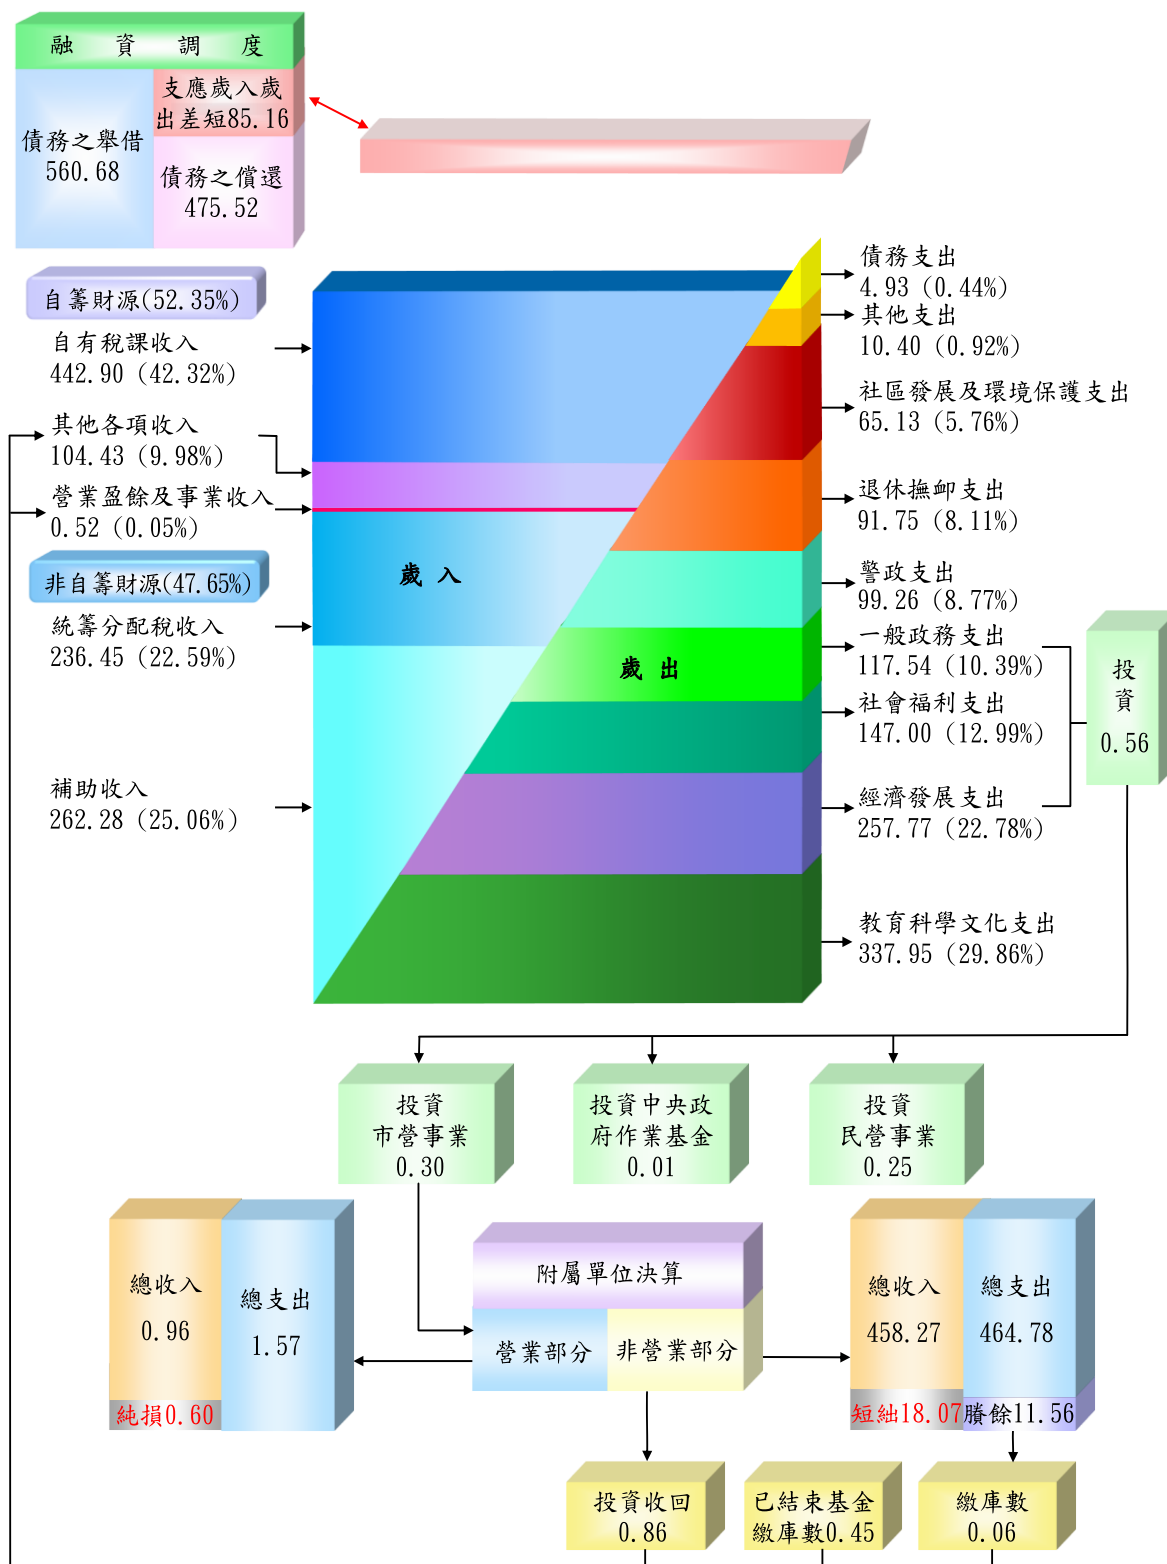 融資調度
債務之舉借
560.68
支應歲入歲
出差短85.16
債務之償還
475.52
自籌財源(52.35%)
自有稅課收入
442.90 (42.32%)
其他各項收入
104.43 (9.98%)
營業盈餘及事業收入
0.52 (0.05%)
非自籌財源(47.65%)
統籌分配稅收入
236.45 (22.59%)
補助收入
262.28 (25.06%)
歲入
歲出
債務支出
4.93 (0.44%)
其他支出
10.40 (0.92%)
社區發展及環境保護支出
65.13 (5.76%)
退休撫卹支出
91.75 (8.11%)
警政支出
99.26 (8.77%)
一般政務支出
117.54 (10.39%)
社會福利支出
147.00 (12.99%)
經濟發展支出
257.77 (22.78%)
教育科學文化支出
337.95 (29.86%)
投
資
0.56
投資
市營事業
0.30
投資中央政
府作業基金
0.01
投資
民營事業
0.25
總收入
0.96
純損0.60
總支出
1.57
附屬單位決算
營業部分
非營業部分
總收入
458.27
短絀18.07
總支出
464.78
賸餘11.56
投資收回
0.86
已結束基金
繳庫數0.45
繳庫數
0.06